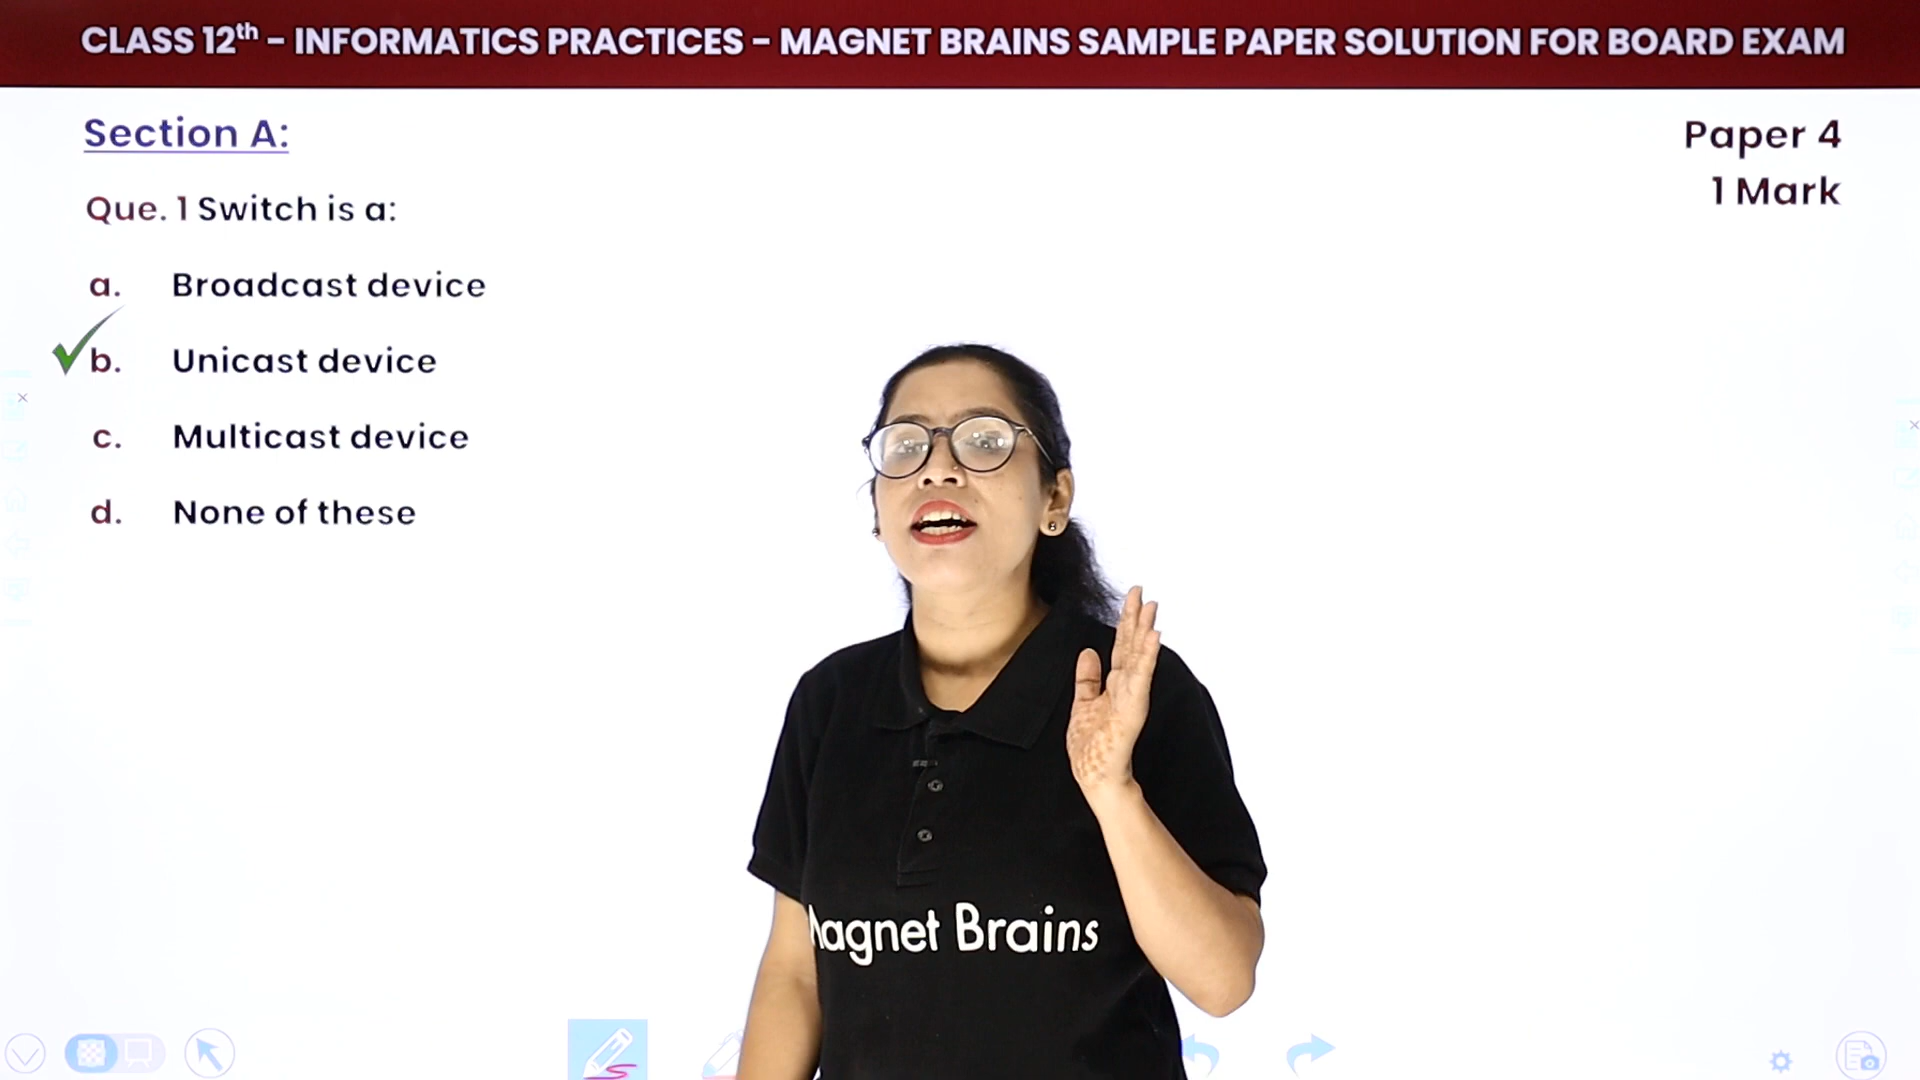 CLASS 12th - INFORMATICS PRACTICES - MAGNET BRAINS SAMPLE PAPER SOLUTION FOR BOARD EXAM
Section A:
Paper 4
1 Mark
Que. 1 Switch is a:
a. Broadcast device
b. Unicast device
c. Multicast device
d. None of these
Magnet Brains